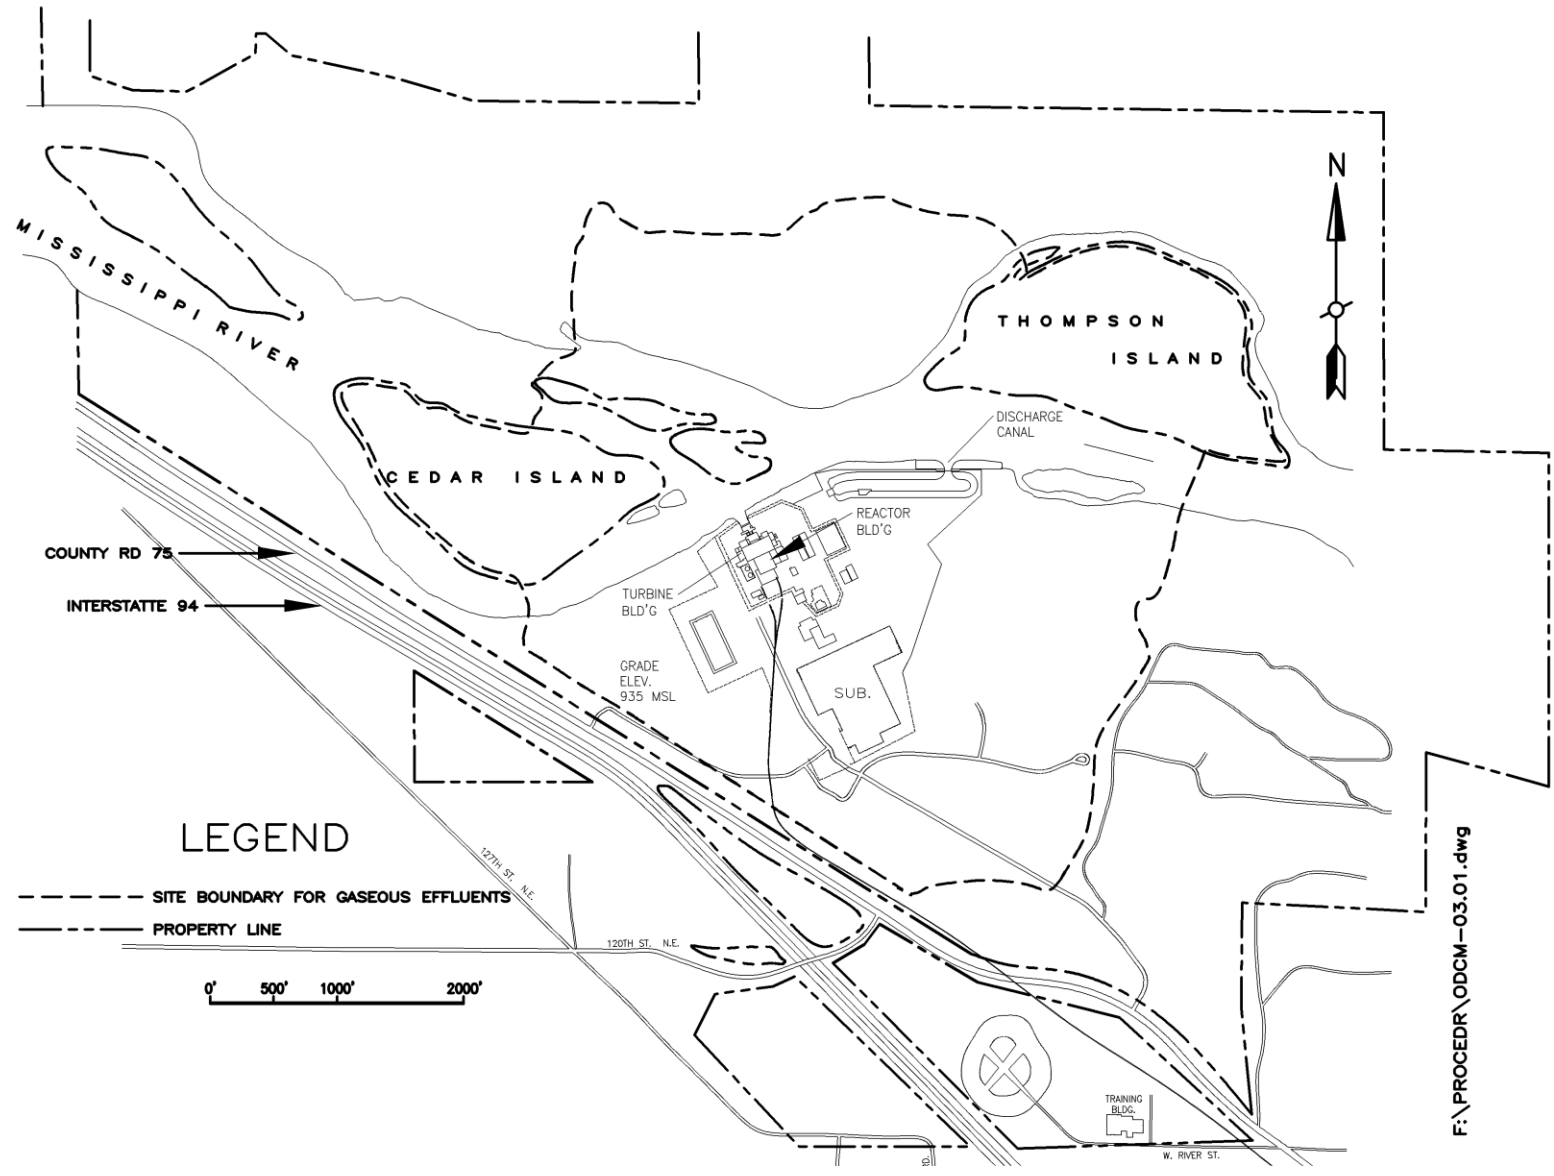 N
MISSISSIPPI RIVER
THOMPSON
ISLAND
DISCHARGE
CANAL
CEDAR ISLAND
REACTOR
BLD'G
COUNTY RD 75
TURBINE
BLD'G
INTERSTATTE 94
GRADE
ELEV.
935 MSL
SUB.
LEGEND
127TH ST. N.E.
SITE BOUNDARY FOR GASEOUS EFFLUENTS
PROPERTY LINE
120TH ST. N.E.
0' 500' 1000' 2000'
TRAINING
BLDG.
W. RIVER ST.
RD.
F:\PROCEDR\ODCM-03.01.dwg